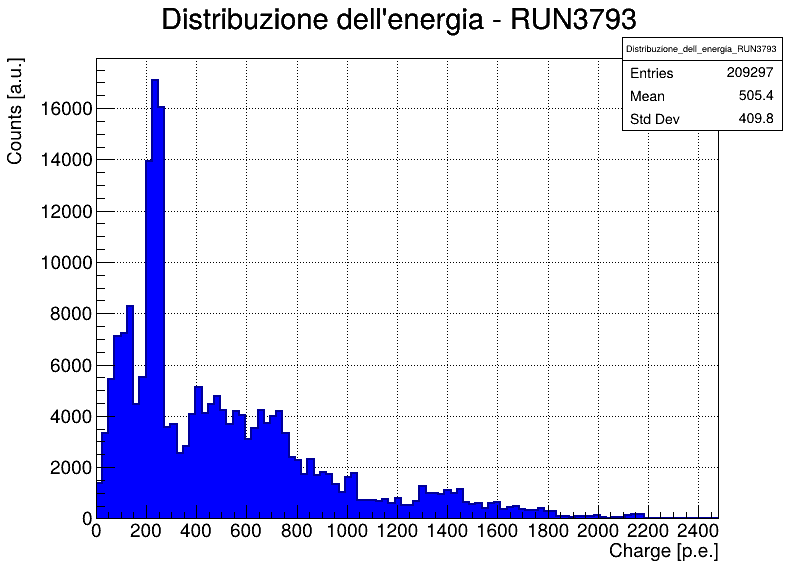 Distribuzione dell'energia - RUN3793
Distribuzione_dell_energia_RUN3793
Entries 209297
Mean 505.4
Std Dev 409.8
Counts [a.u.]
16000
14000
12000
10000
8000
6000
4000
2000
0
0 200 400 600 800 1000 1200 1400 1600 1800 2000 2200 2400
Charge [p.e.]